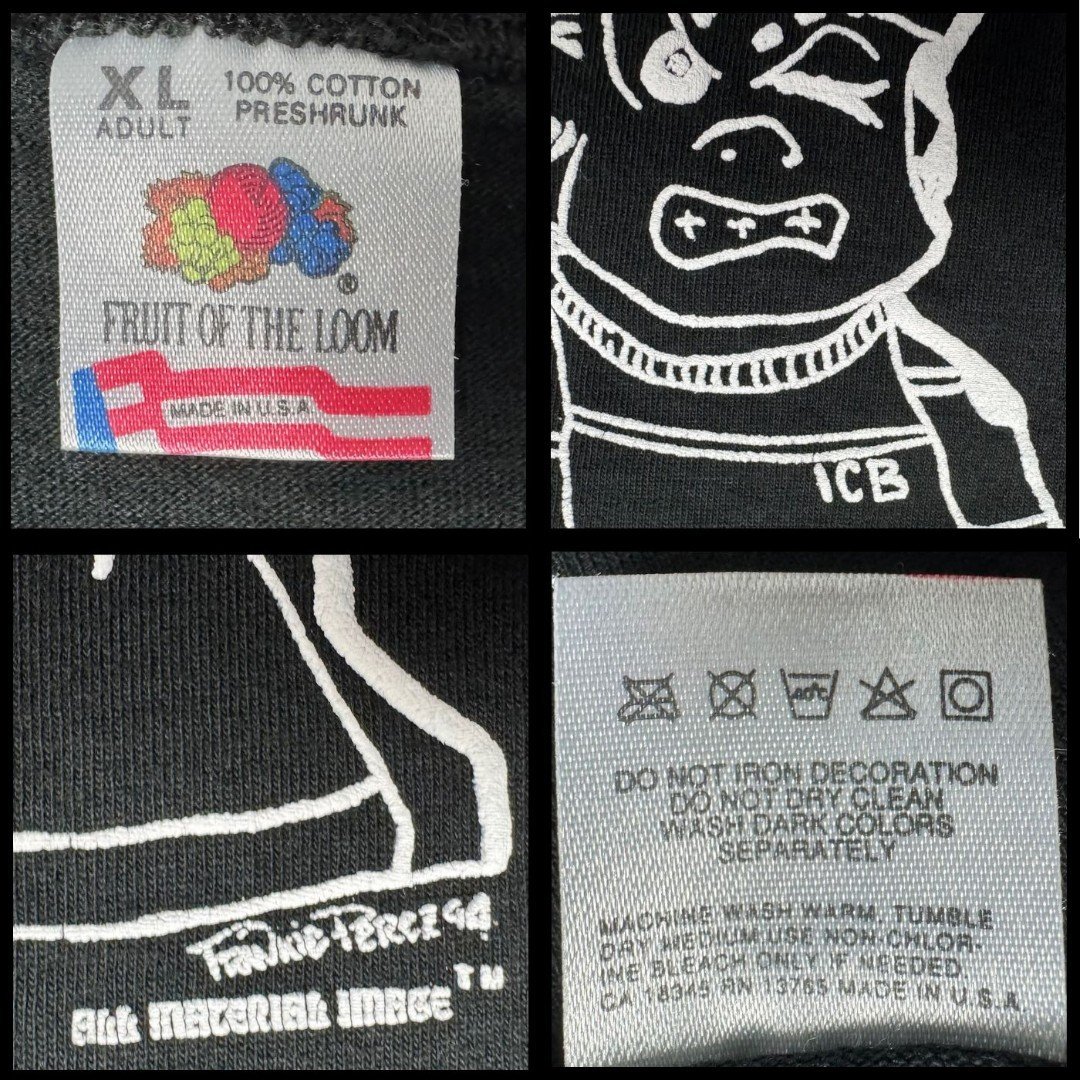 XL
ADULT
100% COTTON
PRESHRUNK
®
FRUIT OF THE LOOM
MADE IN U.S.A.
ICB
Frankie Perez 94
ALL MATERIAL IMAGE™
40°C
DO NOT IRON DECORATION
DO NOT DRY CLEAN
WASH DARK COLORS
SEPARATELY
MACHINE WASH WARM, TUMBLE
DRY MEDIUM USE NON-CHLOR-
INE BLEACH ONLY IF NEEDED.
CA 18345 RN 13765 MADE IN U.S.A.